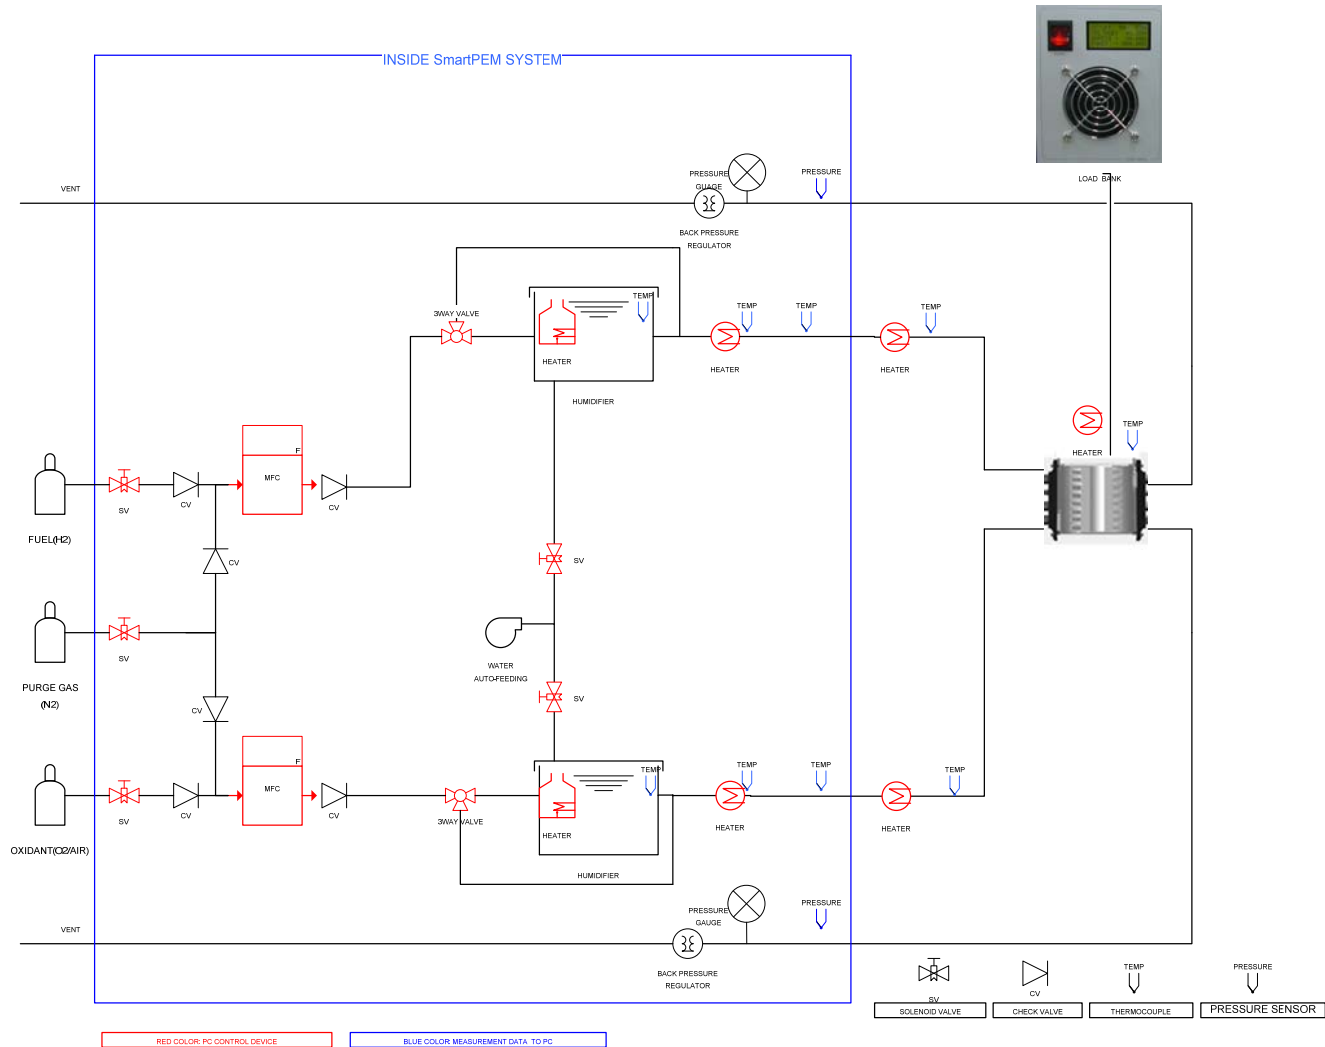 INSIDE SmartPEM SYSTEM
PRESSURE
GUAGE
PRESSURE
LOAD BANK
VENT
BACK PRESSURE
REGULATOR
3WAY VALVE
TEMP
TEMP
TEMP
TEMP
HEATER
HEATER
HEATER
HUMIDIFIER
TEMP
HEATER
F
MFC
SV
CV
CV
FUEL(H2)
CV
SV
SV
PURGE GAS
(N2)
WATER
AUTO-FEEDING
SV
CV
F
MFC
TEMP
TEMP
TEMP
TEMP
SV
CV
CV
3WAY VALVE
HEATER
HEATER
HEATER
OXIDANT(O2/AIR)
HUMIDIFIER
PRESSURE
GAUGE
PRESSURE
VENT
BACK PRESSURE
REGULATOR
TEMP
PRESSURE
SV
CV
SOLENOID VALVE
CHECK VALVE
THERMOCOUPLE
PRESSURE SENSOR
RED COLOR: PC CONTROL DEVICE
BLUE COLOR: MEASUREMENT DATA TO PC